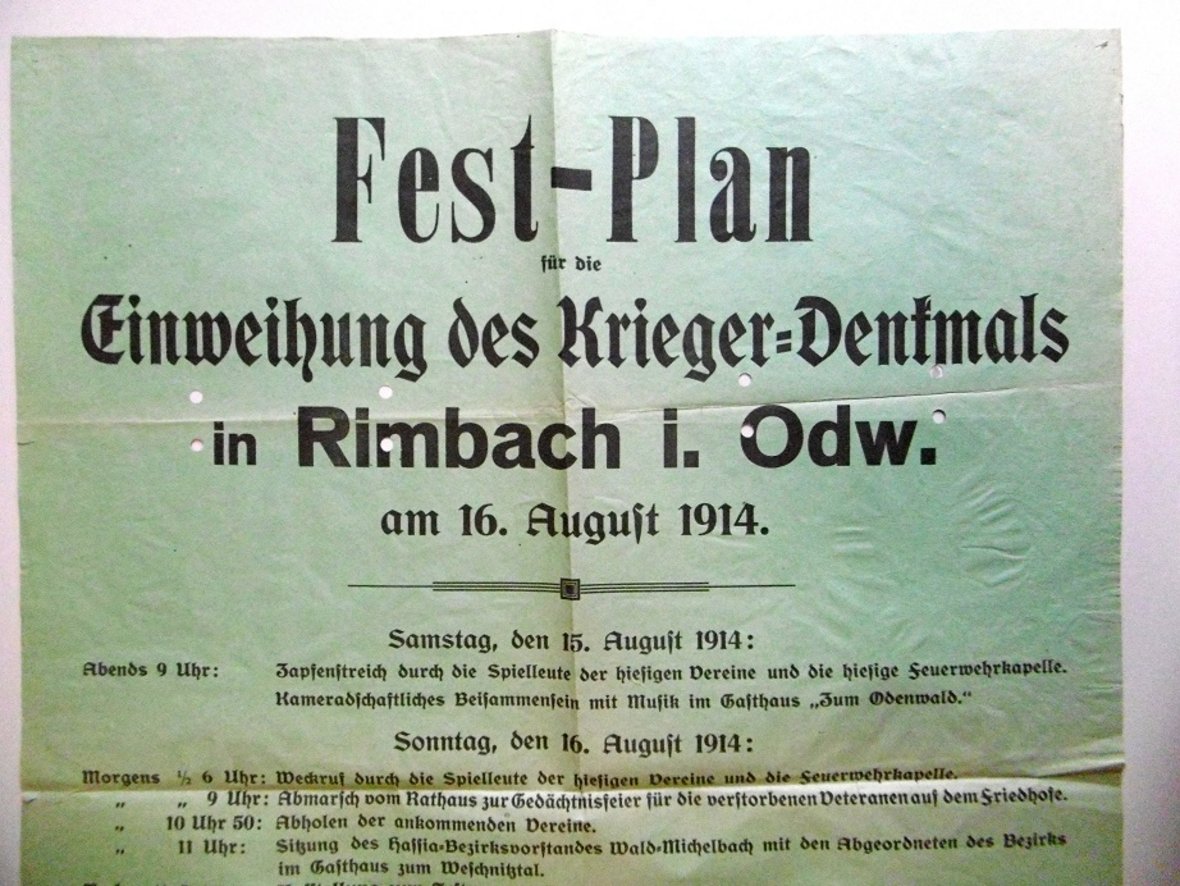 Fest-Plan
für die
Einweihung des Krieger-Denkmals
in Rimbach i. Odw.
am 16. August 1914.
Samstag, den 15. August 1914:
Abends 9 Uhr: Zapfenstreich durch die Spielleute der hiesigen Vereine und die hiesige Feuerwehrkapelle.
Kameradschaftliches Beisammensein mit Musik im Gasthaus „Zum Odenwald.“
Sonntag, den 16. August 1914:
Morgens ½ 6 Uhr: Weckruf durch die Spielleute der hiesigen Vereine und die Feuerwehrkapelle.
„ „ 9 Uhr: Abmarsch vom Rathaus zur Gedächtnisfeier für die verstorbenen Veteranen auf dem Friedhofe.
„ 10 Uhr 50: Abholen der ankommenden Vereine.
„ 11 Uhr: Sitzung des Hassia-Bezirksvorstandes Wald-Michelbach mit den Abgeordneten des Bezirks
im Gasthaus zum Weschnitztal.